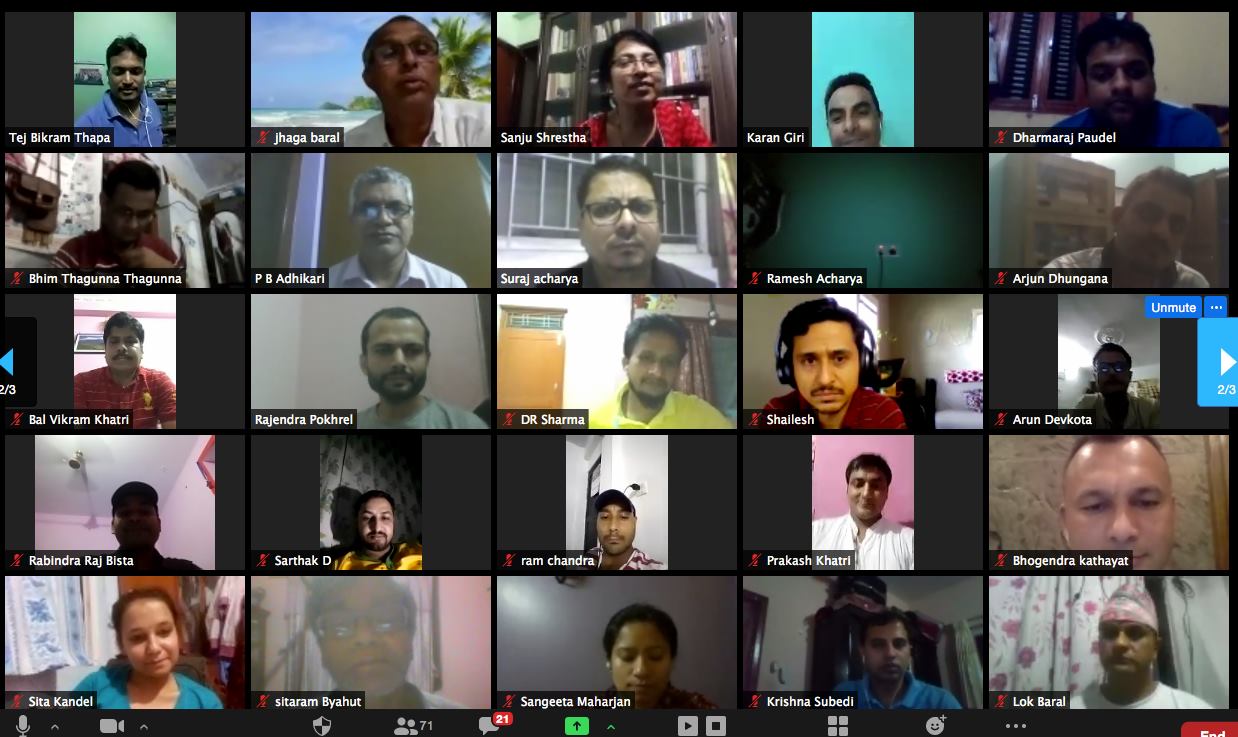 Tej Bikram Thapa
jhaga baral
Sanju Shrestha
Karan Giri
Dharmaraj Paudel
Bhim Thagunna Thagunna
P B Adhikari
Suraj acharya
Ramesh Acharya
Arjun Dhungana
Unmute
2/3
2/3
Bal Vikram Khatri
Rajendra Pokhrel
DR Sharma
Shailesh
Arun Devkota
Rabindra Raj Bista
Sarthak D
ram chandra
Prakash Khatri
Bhogendra kathayat
Sita Kandel
sitaram Byahut
Sangeeta Maharjan
Krishna Subedi
Lok Baral
71
21
End